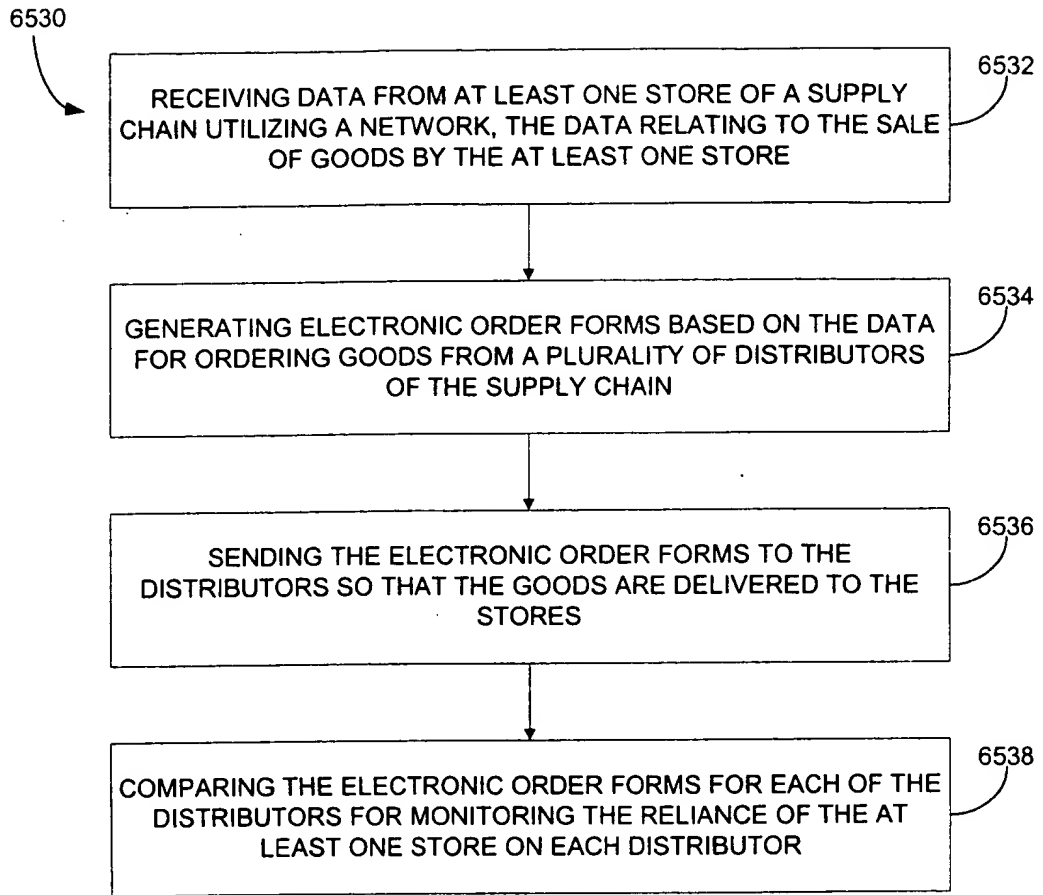 6530
6532
RECEIVING DATA FROM AT LEAST ONE STORE OF A SUPPLY
CHAIN UTILIZING A NETWORK, THE DATA RELATING TO THE SALE
OF GOODS BY THE AT LEAST ONE STORE
6534
GENERATING ELECTRONIC ORDER FORMS BASED ON THE DATA
FOR ORDERING GOODS FROM A PLURALITY OF DISTRIBUTORS
OF THE SUPPLY CHAIN
6536
SENDING THE ELECTRONIC ORDER FORMS TO THE
DISTRIBUTORS SO THAT THE GOODS ARE DELIVERED TO THE
STORES
6538
COMPARING THE ELECTRONIC ORDER FORMS FOR EACH OF THE
DISTRIBUTORS FOR MONITORING THE RELIANCE OF THE AT
LEAST ONE STORE ON EACH DISTRIBUTOR